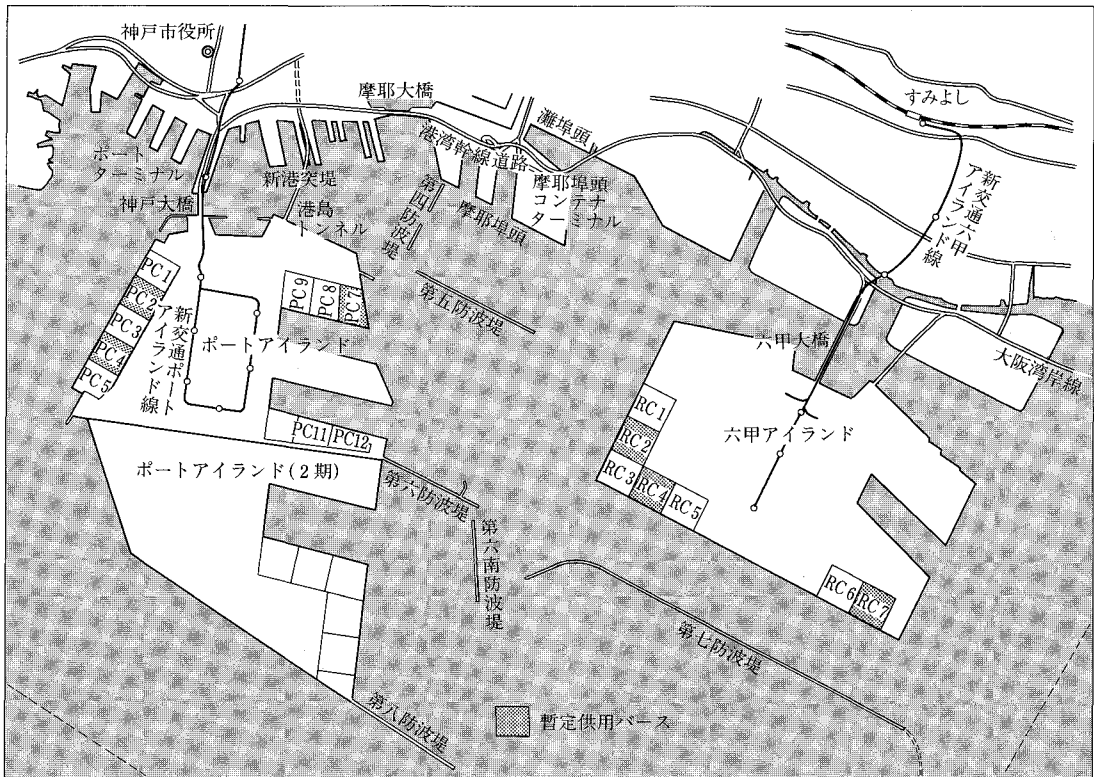 神戸市役所
摩耶大橋
灘埠頭
すみよし
港湾幹線道路
ポート
ターミナル
新港突堤
摩耶埠頭
コンテナ
ターミナル
新交通六甲
アイランド線
神戸大橋
港島
トンネル
第四防波堤
摩耶埠頭
PC1
PC2
PC3
PC4
PC5
PC9
PC8
PC7
第五防波堤
新交通ポート
アイランド線
ポートアイランド
六甲大橋
大阪湾岸線
RC1
RC2
RC3
RC4
RC5
六甲アイランド
PC11
PC12
ポートアイランド(2期)
第六防波堤
第六南防波堤
RC6
RC7
第七防波堤
第八防波堤
暫定供用バース